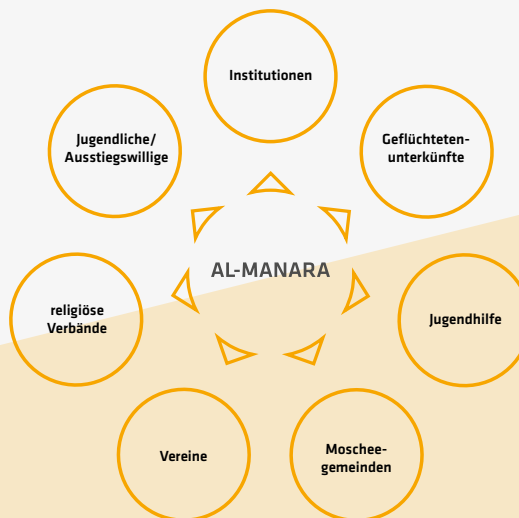 Institutionen
Jugendliche/
Ausstiegswillige
Geflüchteten-
unterkünfte
AL-MANARA
religiöse
Verbände
Jugendhilfe
Vereine
Moschee-
gemeinden